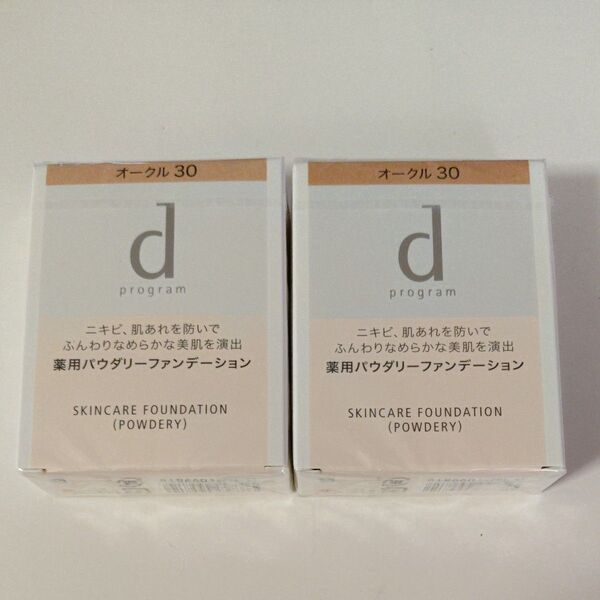 オークル 30
d
program
ニキビ、肌あれを防いで
ふんわりなめらかな美肌を演出
薬用パウダリーファンデーション
SKINCARE FOUNDATION
(POWDERY)
オークル 30
d
program
ニキビ、肌あれを防いで
ふんわりなめらかな美肌を演出
薬用パウダリーファンデーション
SKINCARE FOUNDATION
(POWDERY)